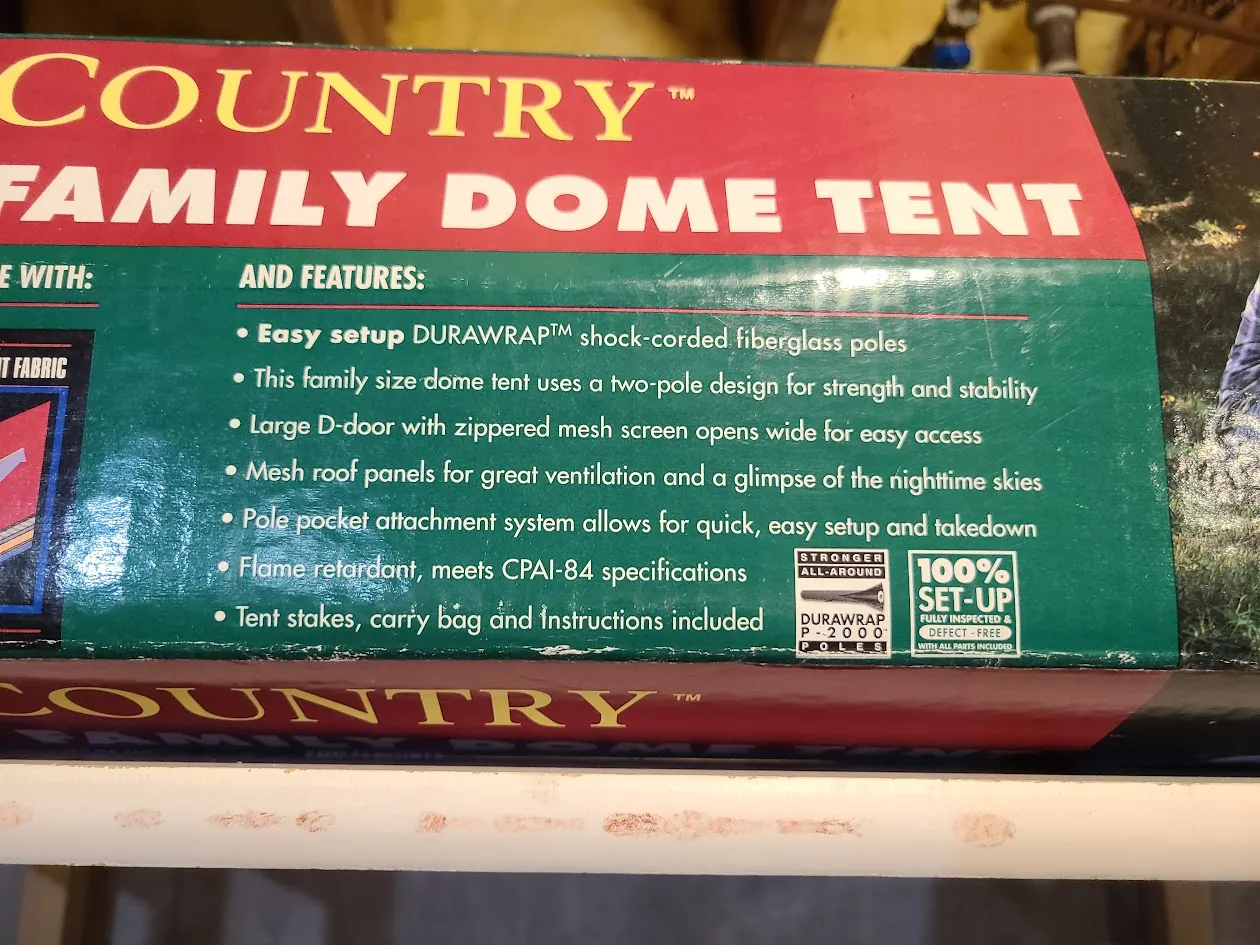 COUNTRY™
FAMILY DOME TENT
E WITH:
AND FEATURES:
T FABRIC
• Easy setup DURAWRAP™ shock-corded fiberglass poles
• This family size dome tent uses a two-pole design for strength and stability
• Large D-door with zippered mesh screen opens wide for easy access
• Mesh roof panels for great ventilation and a glimpse of the nighttime skies
• Pole pocket attachment system allows for quick, easy setup and takedown
• Flame retardant, meets CPAI-84 specifications
• Tent stakes, carry bag and Instructions included
STRONGER
ALL-AROUND
DURAWRAP
P-2000
POLES
100%
SET-UP
FULLY INSPECTED &
DEFECT-FREE
WITH ALL PARTS INCLUDED
COUNTRY™
FAMILY DOME TENT